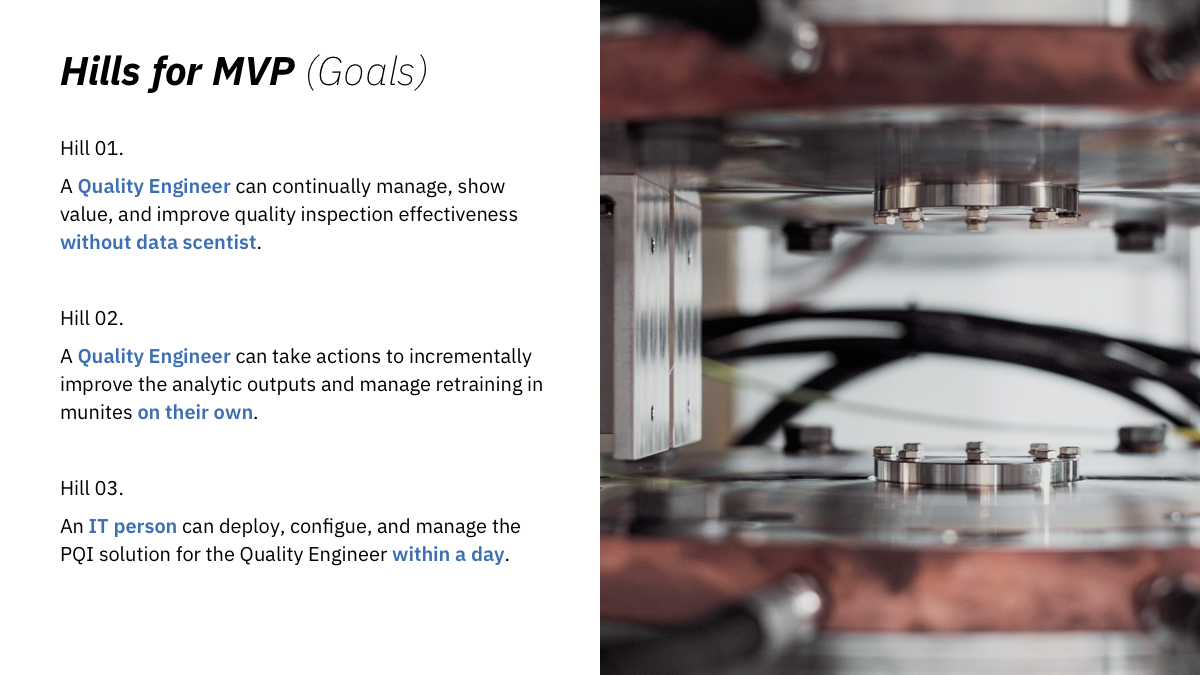 Hills for MVP (Goals)
Hill 01.
A Quality Engineer can continually manage, show
value, and improve quality inspection effectiveness
without data scentist.
Hill 02.
A Quality Engineer can take actions to incrementally
improve the analytic outputs and manage retraining in
munites on their own.
Hill 03.
An IT person can deploy, configue, and manage the
PQI solution for the Quality Engineer within a day.